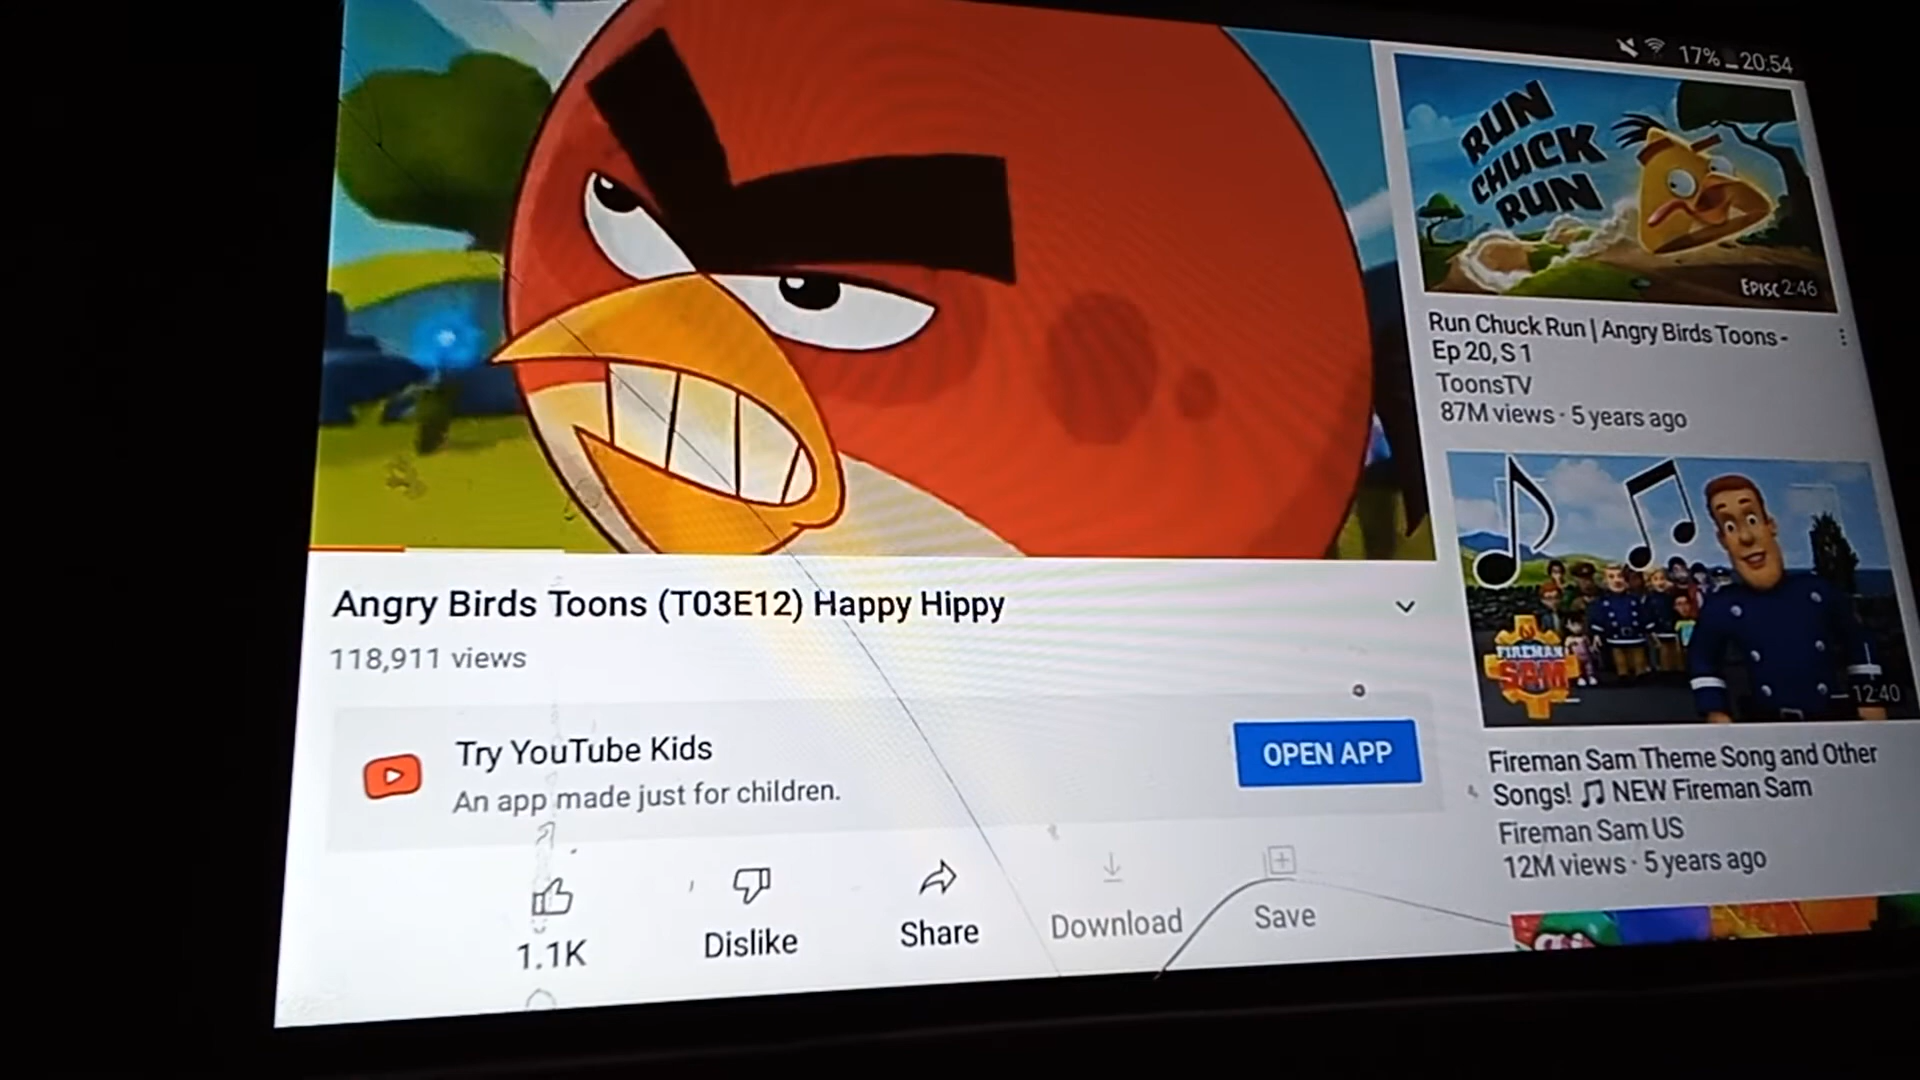 17% 20:54
RUN
CHUCK
RUN
EPISC 2:46
Run Chuck Run | Angry Birds Toons -
Ep 20, S 1
ToonsTV
87M views · 5 years ago
Angry Birds Toons (T03E12) Happy Hippy
118,911 views
Try YouTube Kids
An app made just for children.
OPEN APP
1.1K
Dislike
Share
Download
Save
FIREMAN
SAM
12:40
Fireman Sam Theme Song and Other
Songs! 🎵 NEW Fireman Sam
Fireman Sam US
12M views · 5 years ago